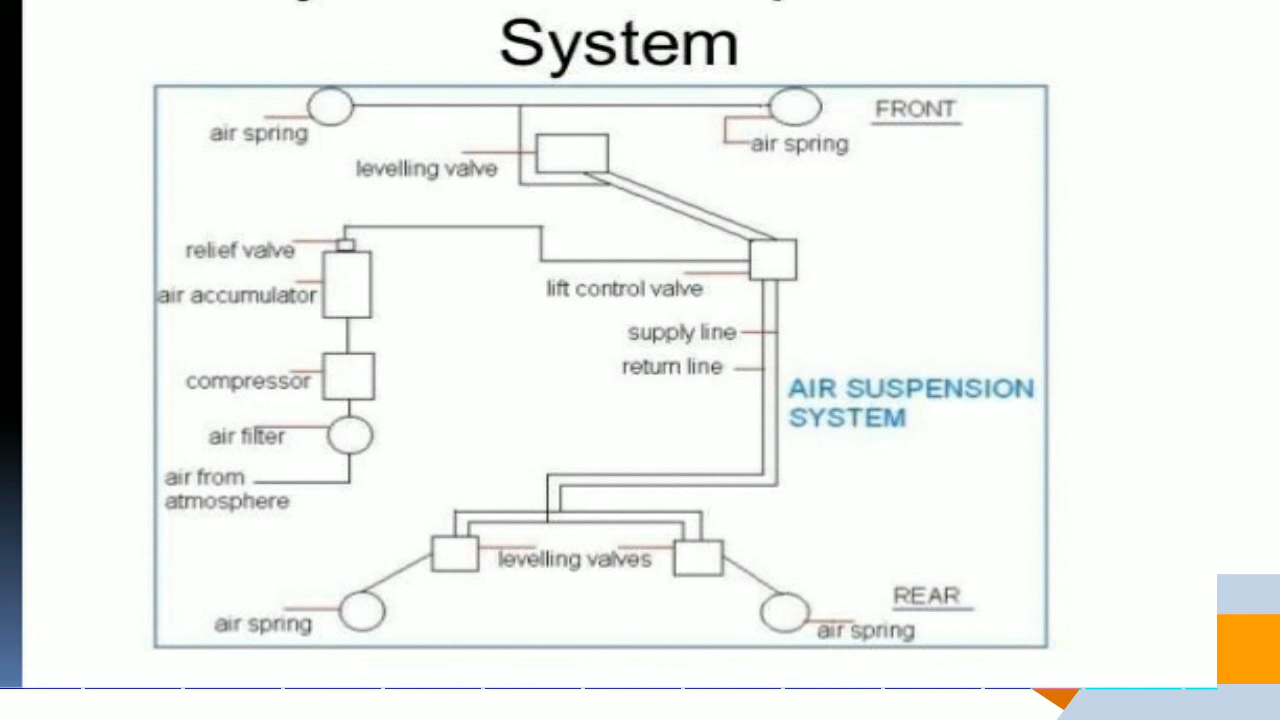 System
FRONT
air spring
air spring
levelling valve
relief valve
air accumulator
lift control valve
supply line
return line
compressor
AIR SUSPENSION
SYSTEM
air filter
air from
atmosphere
levelling valves
REAR
air spring
air spring